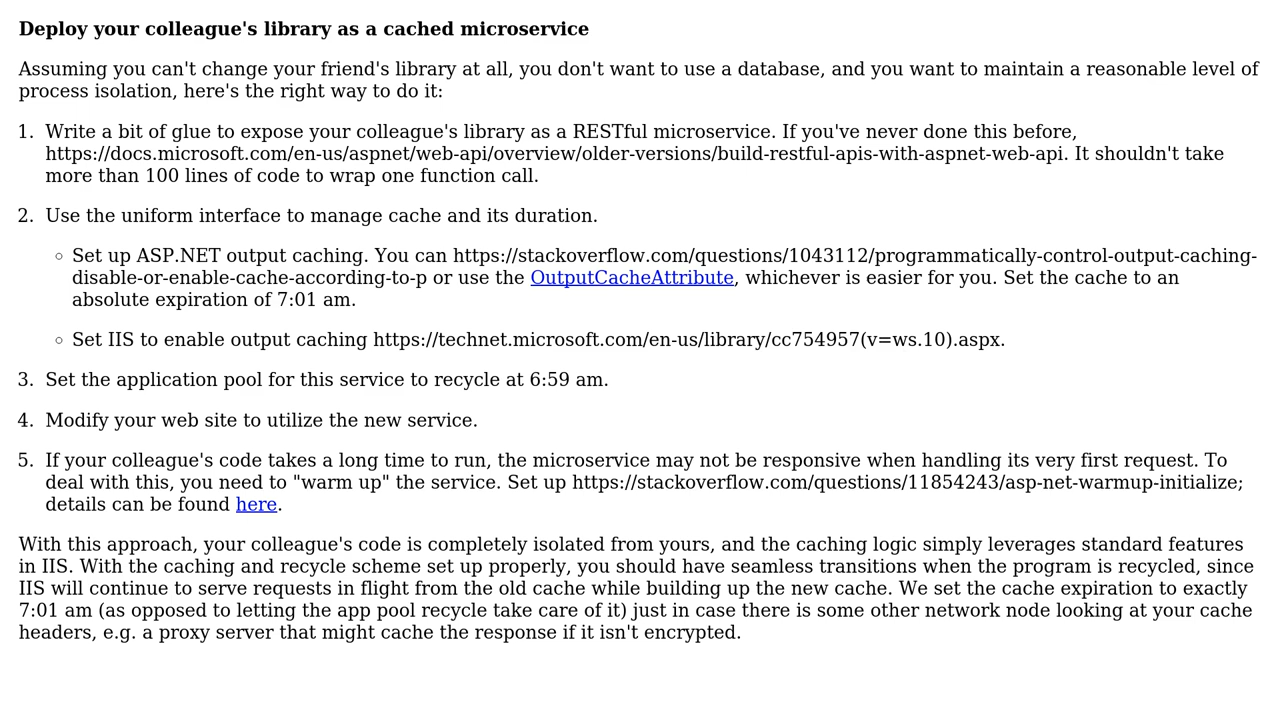 Deploy your colleague's library as a cached microservice
Assuming you can't change your friend's library at all, you don't want to use a database, and you want to maintain a reasonable level of
process isolation, here's the right way to do it:
1. Write a bit of glue to expose your colleague's library as a RESTful microservice. If you've never done this before,
https://docs.microsoft.com/en-us/aspnet/web-api/overview/older-versions/build-restful-apis-with-aspnet-web-api. It shouldn't take
more than 100 lines of code to wrap one function call.
2. Use the uniform interface to manage cache and its duration.
◦ Set up ASP.NET output caching. You can https://stackoverflow.com/questions/1043112/programmatically-control-output-caching-
disable-or-enable-cache-according-to-p or use the OutputCacheAttribute, whichever is easier for you. Set the cache to an
absolute expiration of 7:01 am.
◦ Set IIS to enable output caching https://technet.microsoft.com/en-us/library/cc754957(v=ws.10).aspx.
3. Set the application pool for this service to recycle at 6:59 am.
4. Modify your web site to utilize the new service.
5. If your colleague's code takes a long time to run, the microservice may not be responsive when handling its very first request. To
deal with this, you need to "warm up" the service. Set up https://stackoverflow.com/questions/11854243/asp-net-warmup-initialize;
details can be found here.
With this approach, your colleague's code is completely isolated from yours, and the caching logic simply leverages standard features
in IIS. With the caching and recycle scheme set up properly, you should have seamless transitions when the program is recycled, since
IIS will continue to serve requests in flight from the old cache while building up the new cache. We set the cache expiration to exactly
7:01 am (as opposed to letting the app pool recycle take care of it) just in case there is some other network node looking at your cache
headers, e.g. a proxy server that might cache the response if it isn't encrypted.